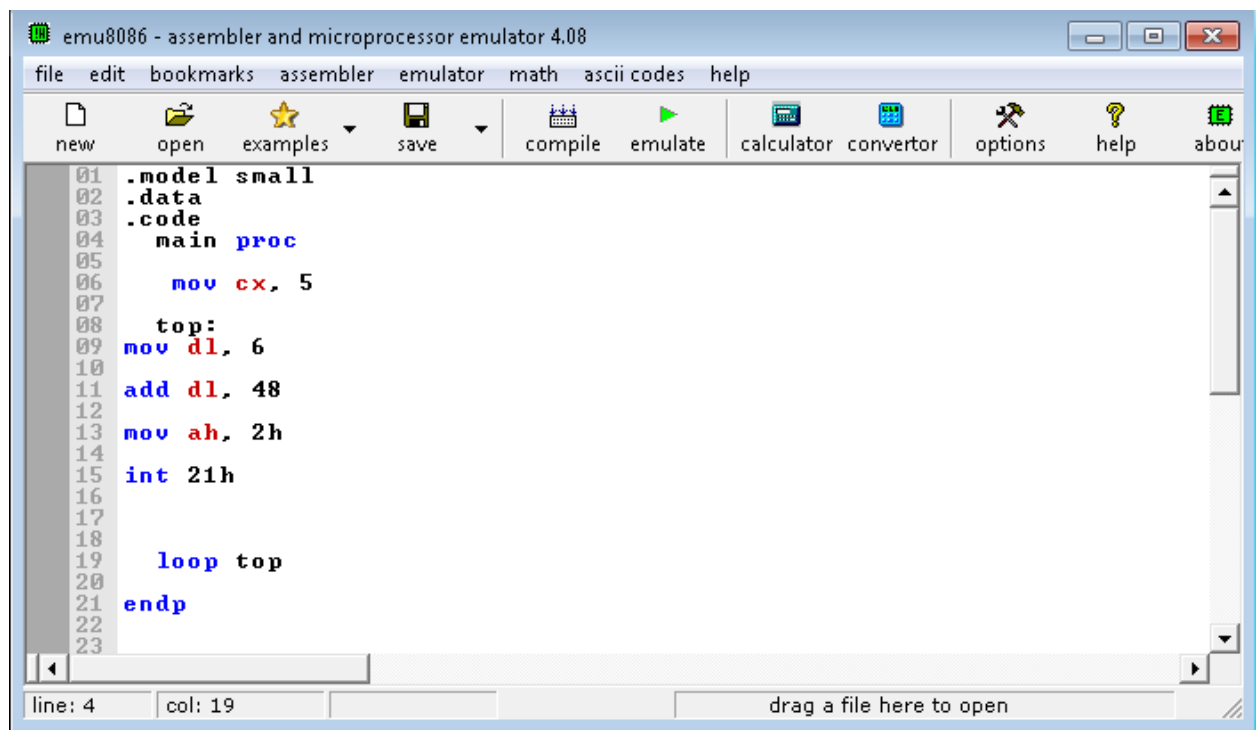 emu8086 - assembler and microprocessor emulator 4.08
file edit bookmarks assembler emulator math ascii codes help
new open examples save compile emulate calculator convertor options help abou
01 .model small
02 .data
03 .code
04 main proc
05
06 mov cx, 5
07
08 top:
09 mov dl, 6
10
11 add dl, 48
12
13 mov ah, 2h
14
15 int 21h
16
17
18
19 loop top
20
21 endp
22
23
line: 4 col: 19 drag a file here to open